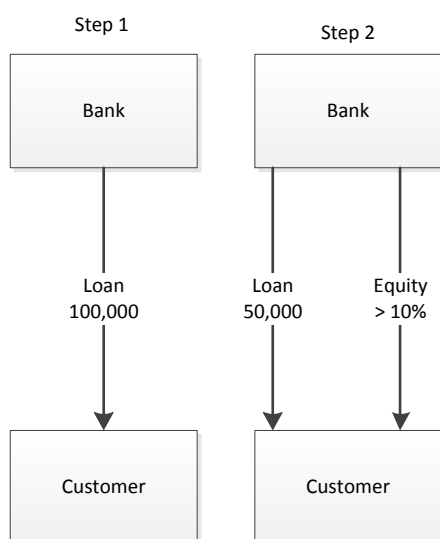 Step 1
Bank
Loan
100,000
Customer
Step 2
Bank
Loan
50,000
Equity
> 10%
Customer